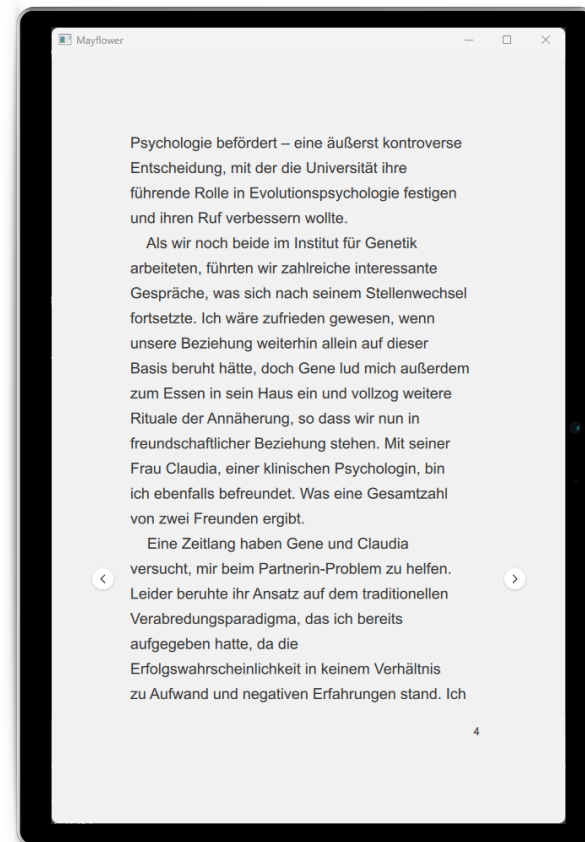 Mayflower
Psychologie befördert – eine äußerst kontroverse
Entscheidung, mit der die Universität ihre
führende Rolle in Evolutionspsychologie festigen
und ihren Ruf verbessern wollte.
Als wir noch beide im Institut für Genetik
arbeiteten, führten wir zahlreiche interessante
Gespräche, was sich nach seinem Stellenwechsel
fortsetzte. Ich wäre zufrieden gewesen, wenn
unsere Beziehung weiterhin allein auf dieser
Basis beruht hätte, doch Gene lud mich außerdem
zum Essen in sein Haus ein und vollzog weitere
Rituale der Annäherung, so dass wir nun in
freundschaftlicher Beziehung stehen. Mit seiner
Frau Claudia, einer klinischen Psychologin, bin
ich ebenfalls befreundet. Was eine Gesamtzahl
von zwei Freunden ergibt.
Eine Zeitlang haben Gene und Claudia
versucht, mir beim Partnerin-Problem zu helfen.
Leider beruhte ihr Ansatz auf dem traditionellen
Verabredungsparadigma, das ich bereits
aufgegeben hatte, da die
Erfolgswahrscheinlichkeit in keinem Verhältnis
zu Aufwand und negativen Erfahrungen stand. Ich
4